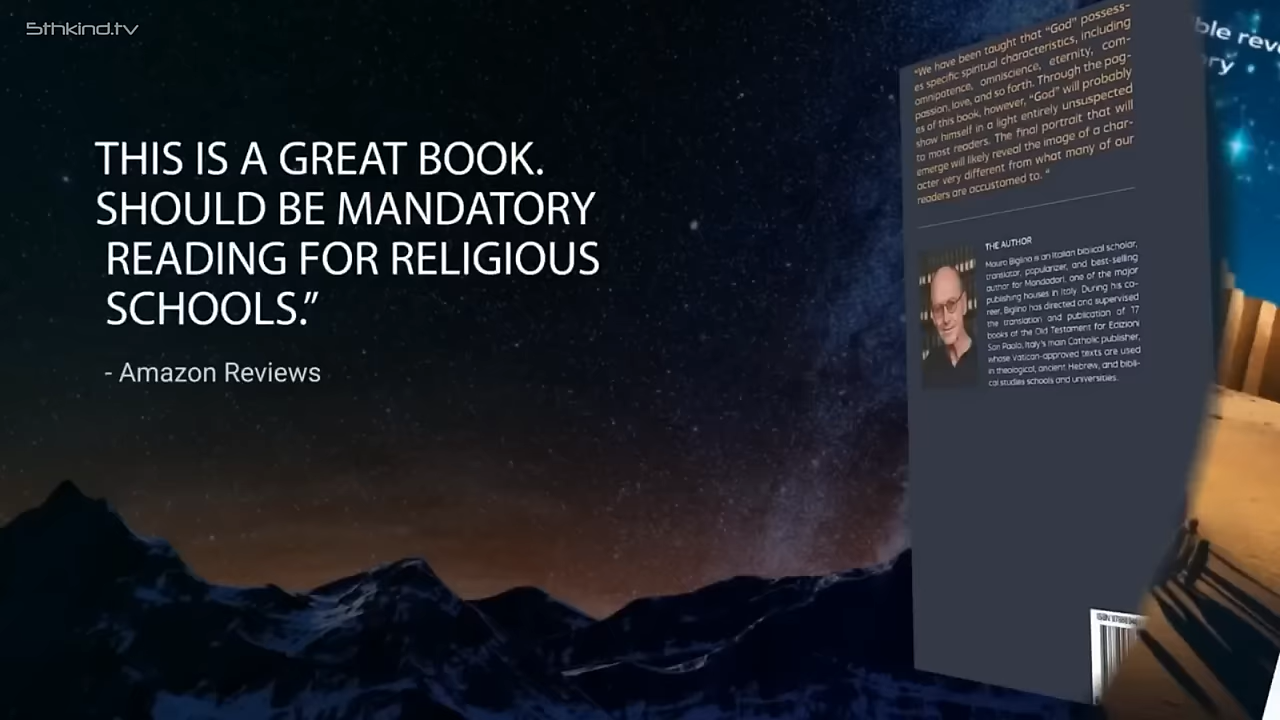 5thkind.tv
THIS IS A GREAT BOOK.
SHOULD BE MANDATORY
READING FOR RELIGIOUS
SCHOOLS.”
- Amazon Reviews
“We have been taught that “God” possess-
es specific spiritual characteristics, including
omnipotence, omniscience, eternity, com-
passion, love, and so forth. Through the pag-
es of this book, however, “God” will probably
show himself in a light entirely unsuspected
to most readers. The final portrait that will
emerge will likely reveal the image of a char-
acter very different from what many of our
readers are accustomed to. “
THE AUTHOR
Mauro Biglino is an Italian biblical scholar,
translator, popularizer, and best-selling
author for Mondadori, one of the major
publishing houses in Italy. During his ca-
reer, Biglino has directed and supervised
the translation and publication of 17
books of the Old Testament for Edizioni
San Paolo, Italy's main Catholic publisher,
whose Vatican-approved texts are used
in theological, ancient Hebrew, and bibli-
cal studies schools and universities.
ISBN